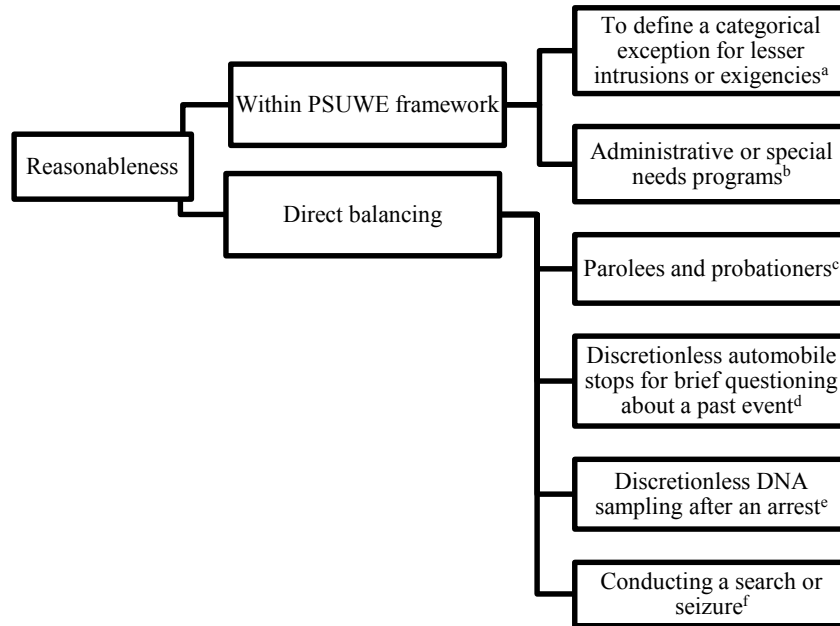 Reasonableness
Within PSUWE framework
Direct balancing
To define a categorical
exception for lesser
intrusions or exigencies^a
Administrative or special
needs programs^b
Parolees and probationers^c
Discretionless automobile
stops for brief questioning
about a past event^d
Discretionless DNA
sampling after an arrest^e
Conducting a search or
seizure^f